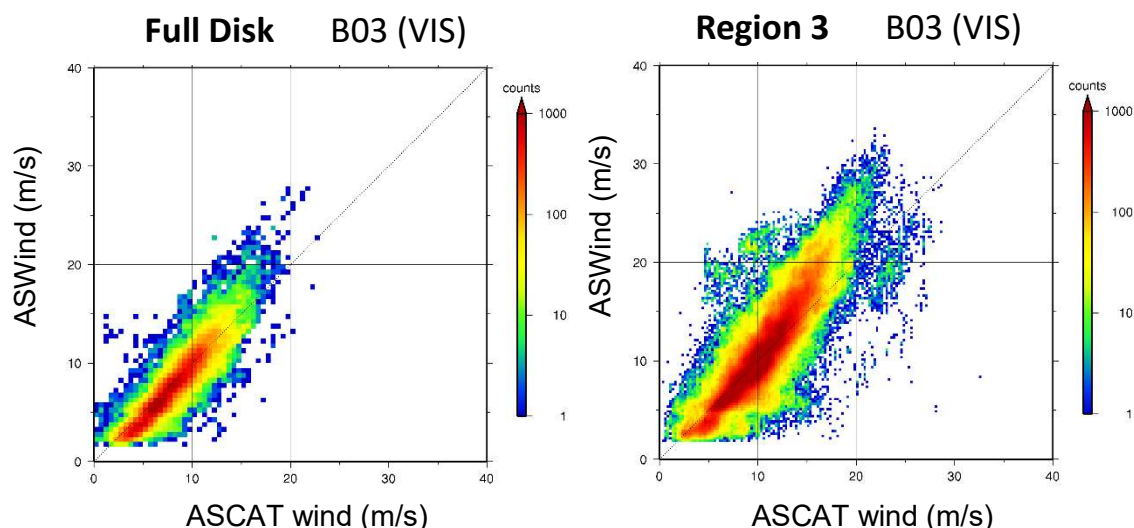 Full Disk B03 (VIS)
40
30
20
10
0
0 10 20 30 40
ASWind (m/s)
ASCAT wind (m/s)
counts
1000
100
10
1
Region 3 B03 (VIS)
40
30
20
10
0
0 10 20 30 40
ASWind (m/s)
ASCAT wind (m/s)
counts
1000
100
10
1